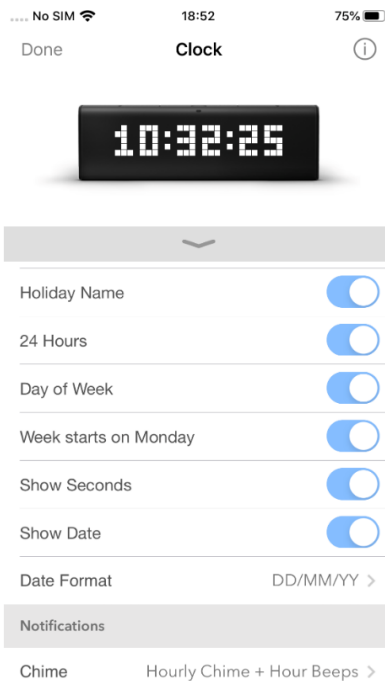 No SIM 18:52 75%
Done Clock
10:32:25
Holiday Name
24 Hours
Day of Week
Week starts on Monday
Show Seconds
Show Date
Date Format DD/MM/YY >
Notifications
Chime Hourly Chime + Hour Beeps >